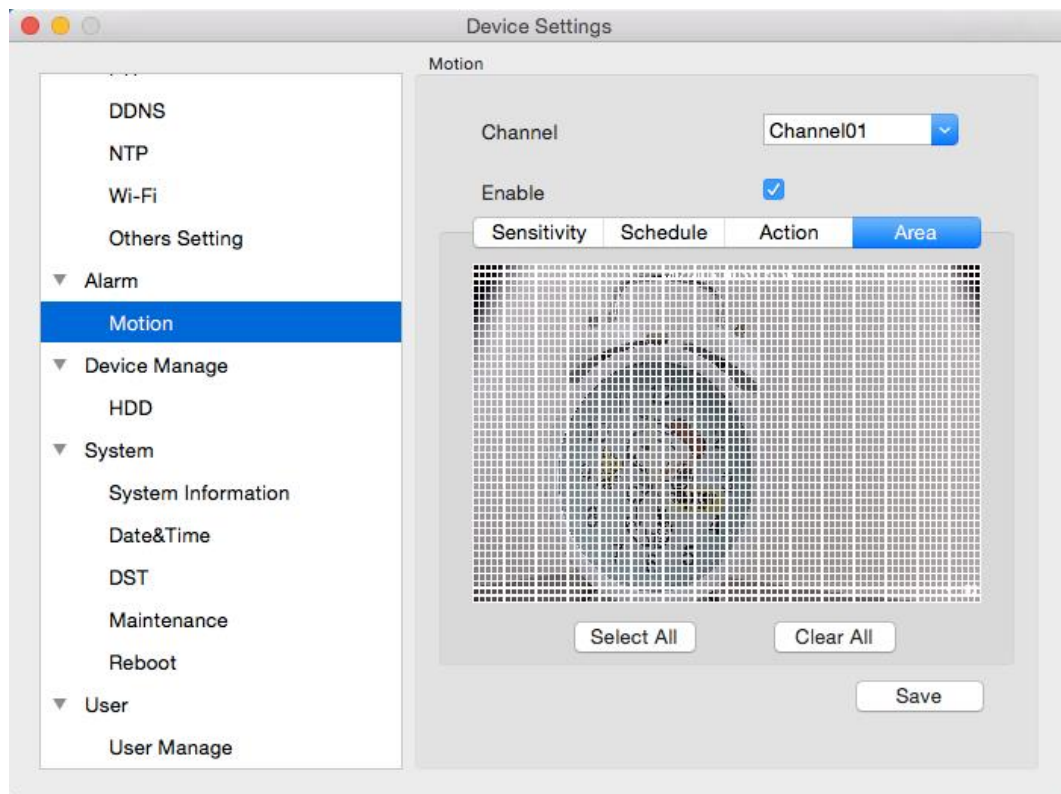 Device Settings
DDNS
NTP
Wi-Fi
Others Setting
Alarm
Motion
Device Manage
HDD
System
System Information
Date&Time
DST
Maintenance
Reboot
User
User Manage
Motion
Channel
Channel01
Enable
Sensitivity Schedule Action Area
Select All
Clear All
Save